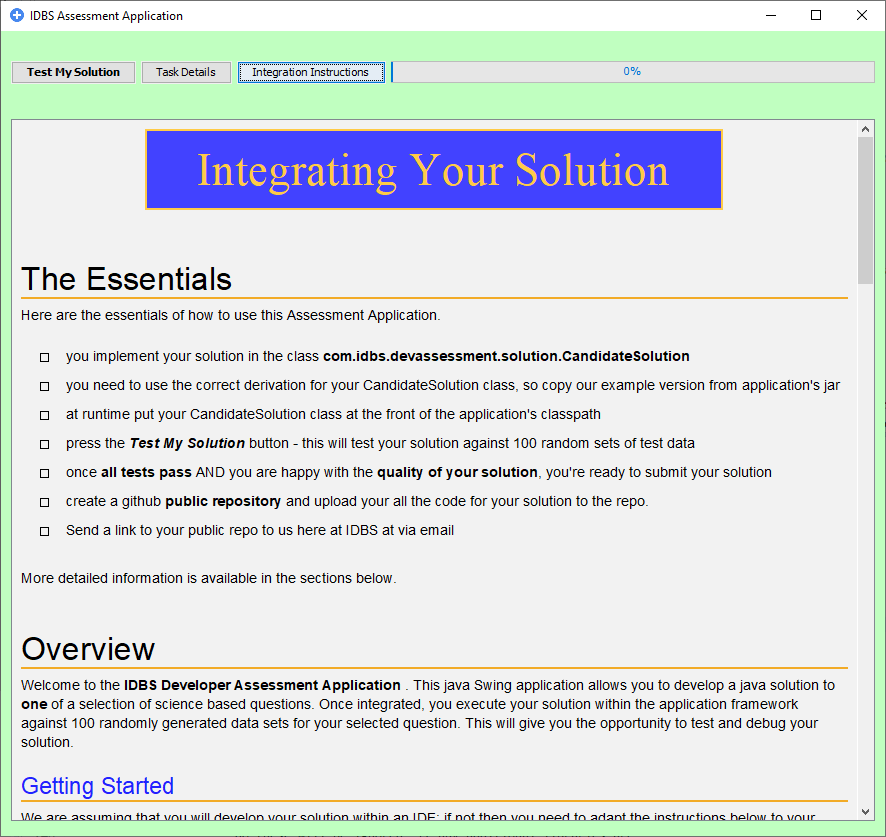 IDBS Assessment Application
Test My Solution
Task Details
Integration Instructions
0%
Integrating Your Solution
The Essentials
Here are the essentials of how to use this Assessment Application.
you implement your solution in the class com.idbs.devassessment.solution.CandidateSolution
you need to use the correct derivation for your CandidateSolution class, so copy our example version from application's jar
at runtime put your CandidateSolution class at the front of the application's classpath
press the Test My Solution button - this will test your solution against 100 random sets of test data
once all tests pass AND you are happy with the quality of your solution, you're ready to submit your solution
create a github public repository and upload your all the code for your solution to the repo.
Send a link to your public repo to us here at IDBS at via email
More detailed information is available in the sections below.
Overview
Welcome to the IDBS Developer Assessment Application . This java Swing application allows you to develop a java solution to
one of a selection of science based questions. Once integrated, you execute your solution within the application framework
against 100 randomly generated data sets for your selected question. This will give you the opportunity to test and debug your
solution.
Getting Started
We are assuming that you will develop your solution within an IDE; if not then you need to adapt the instructions below to your